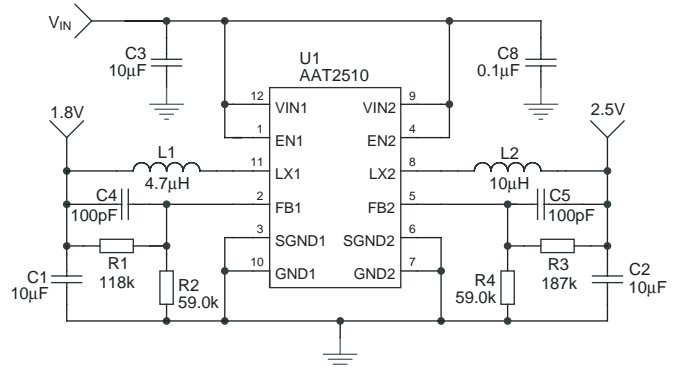 VIN
C3
10µF
U1
AAT2510
C8
0.1µF
1.8V
2.5V
12
VIN1
VIN2
9
1
EN1
EN2
4
L1
4.7µH
11
LX1
LX2
8
L2
10µH
C4
100pF
2
FB1
FB2
5
C5
100pF
3
SGND1
SGND2
6
10
GND1
GND2
7
R1
118k
R2
59.0k
R4
59.0k
R3
187k
C1
10µF
C2
10µF